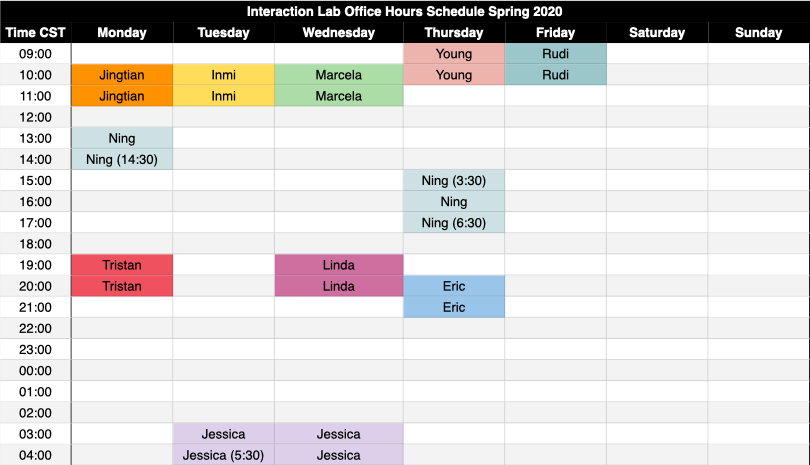 Interaction Lab Office Hours Schedule Spring 2020
Time CST Monday Tuesday Wednesday Thursday Friday Saturday Sunday
09:00 Young Rudi
10:00 Jingtian Inmi Marcela Young Rudi
11:00 Jingtian Inmi Marcela
12:00
13:00 Ning
14:00 Ning (14:30)
15:00 Ning (3:30)
16:00 Ning
17:00 Ning (6:30)
18:00
19:00 Tristan Linda
20:00 Tristan Linda Eric
21:00 Eric
22:00
23:00
00:00
01:00
02:00
03:00 Jessica Jessica
04:00 Jessica (5:30) Jessica